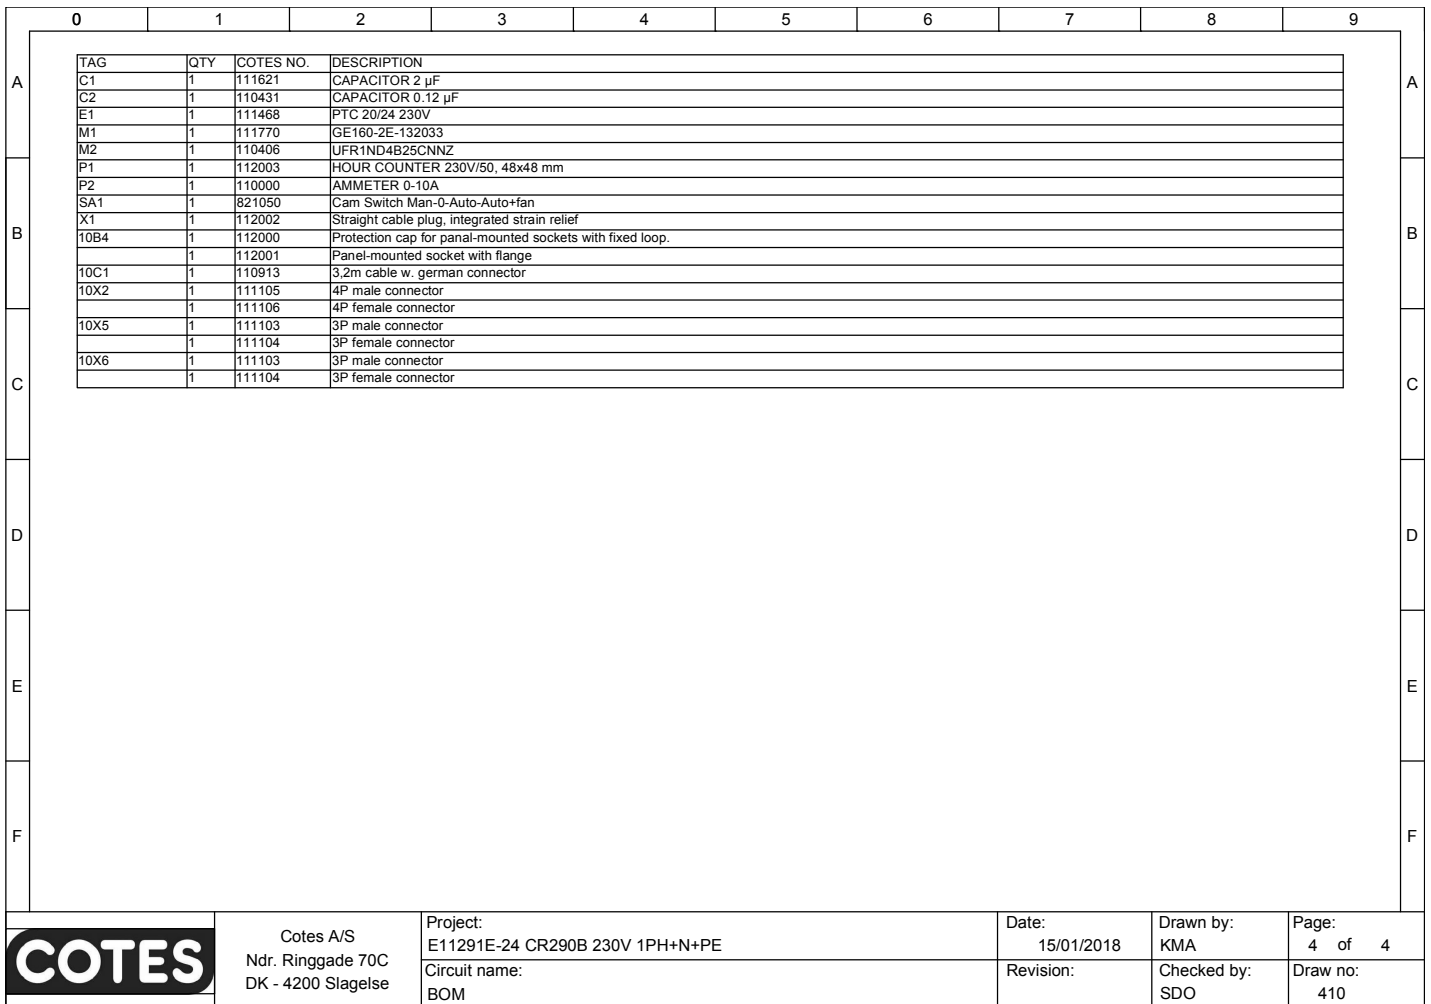 0 1 2 3 4 5 6 7 8 9
TAG QTY COTES NO. DESCRIPTION
A A
C1 1 111621 CAPACITOR 2 µF
C2 1 110431 CAPACITOR 0.12 µF
E1 1 111468 PTC 20/24 230V
M1 1 111770 GE160-2E-132033
M2 1 110406 UFR1ND4B25CNNZ
P1 1 112003 HOUR COUNTER 230V/50, 48x48 mm
P2 1 110000 AMMETER 0-10A
SA1 1 821050 Cam Switch Man-0-Auto-Auto+fan
X1 1 112002 Straight cable plug, integrated strain relief
B B
10B4 1 112000 Protection cap for panal-mounted sockets with fixed loop.
1 112001 Panel-mounted socket with flange
10C1 1 110913 3,2m cable w. german connector
10X2 1 111105 4P male connector
1 111106 4P female connector
10X5 1 111103 3P male connector
1 111104 3P female connector
10X6 1 111103 3P male connector
1 111104 3P female connector
C C
D D
E E
F F
COTES
Cotes A/S
Ndr. Ringgade 70C
DK - 4200 Slagelse
Project:
E11291E-24 CR290B 230V 1PH+N+PE
Circuit name:
BOM
Date:
15/01/2018
Revision:
Drawn by:
KMA
Checked by:
SDO
Page:
4 of 4
Draw no:
410